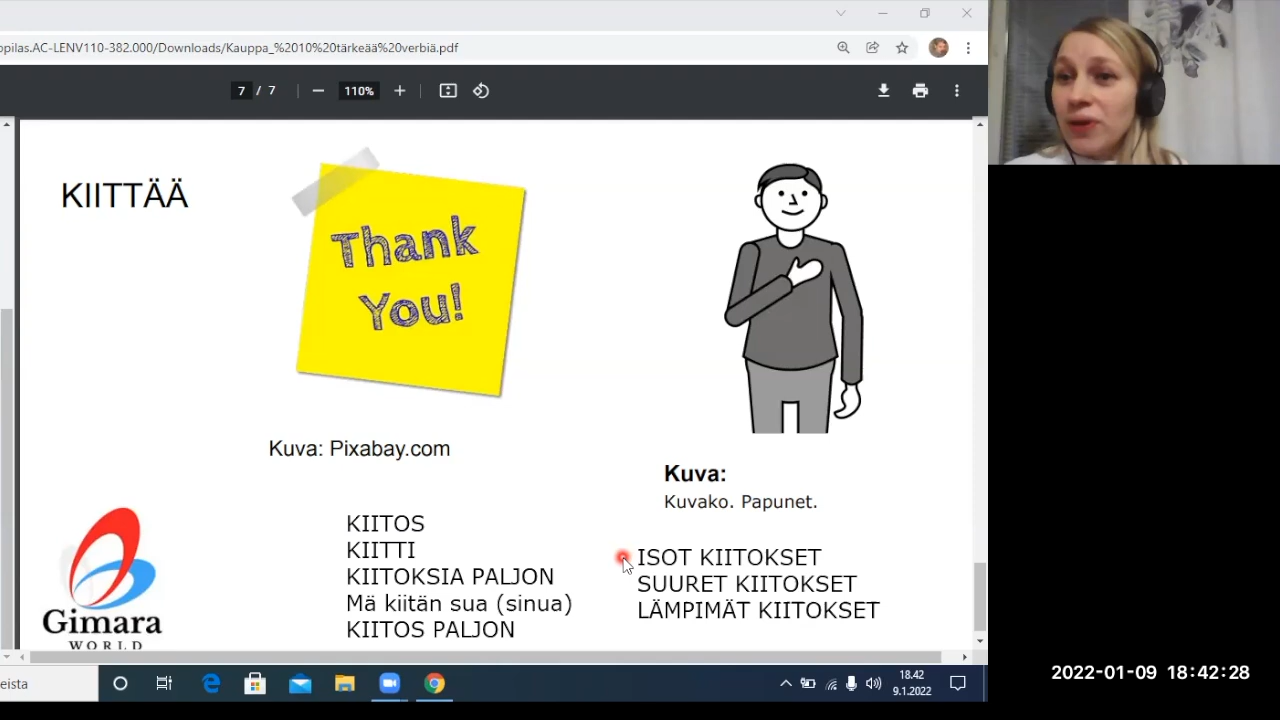 opilas.AC-LENV110-382.000/Downloads/Kauppa_%2010%20tärkeää%20verbiä.pdf
7 / 7
110%
KIITTÄÄ
Thank
You!
Kuva: Pixabay.com
Kuva:
Kuvako. Papunet.
KIITOS
KIITTI
KIITOKSIA PALJON
Mä kiitän sua (sinua)
KIITOS PALJON
ISOT KIITOKSET
SUURET KIITOKSET
LÄMPIMÄT KIITOKSET
Gimara
WORLD
eista
18.42
9.1.2022
2022-01-09 18:42:28